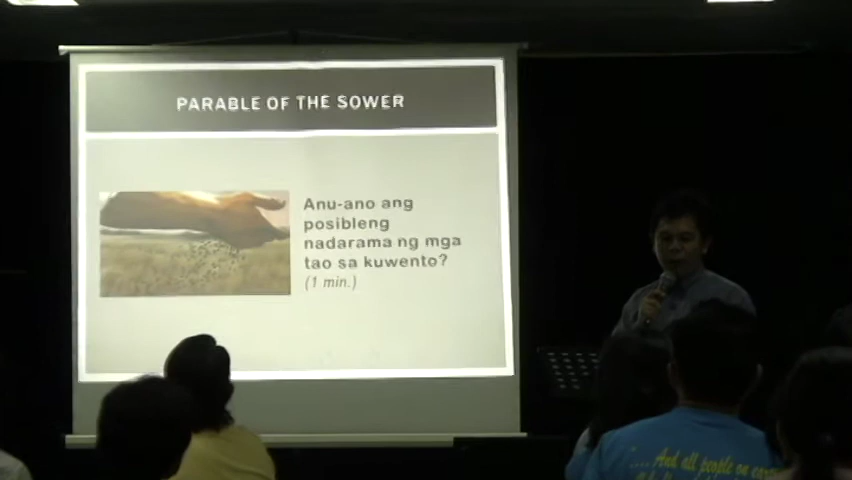 PARABLE OF THE SOWER
Anu-ano ang
posibleng
nadarama ng mga
tao sa kuwento?
(1 min.)
".... And all people on